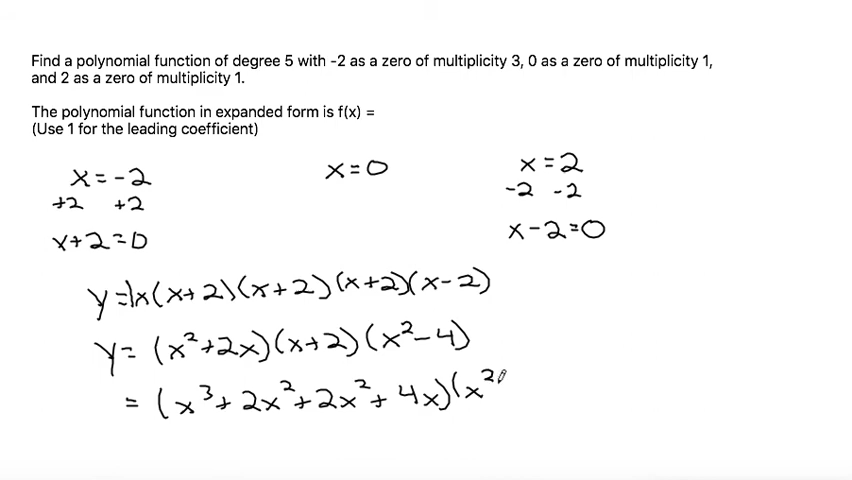 Find a polynomial function of degree 5 with -2 as a zero of multiplicity 3, 0 as a zero of multiplicity 1,
and 2 as a zero of multiplicity 1.
The polynomial function in expanded form is f(x) =
(Use 1 for the leading coefficient)
x = -2
+2 +2
x+2=0
x=0
x=2
-2 -2
x-2=0
y=1x(x+2)(x+2)(x+2)(x-2)
y= (x²+2x)(x+2)(x²-4)
= (x³+2x²+2x²+4x)(x²